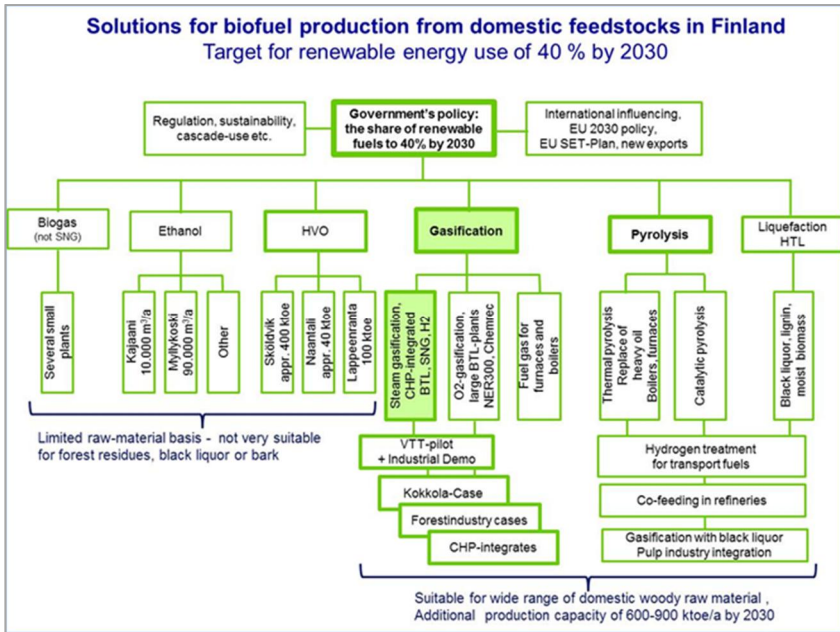 Solutions for biofuel production from domestic feedstocks in Finland
Target for renewable energy use of 40 % by 2030
Regulation, sustainability,
cascade-use etc.
Government's policy:
the share of renewable
fuels to 40% by 2030
International influencing,
EU 2030 policy,
EU SET-Plan, new exports
Biogas
(not SNG)
Ethanol
HVO
Gasification
Pyrolysis
Liquefaction
HTL
Several small
plants
Kajaani
10.000 m³/a
Myllykoski
90.000 m³/a
Other
Sköldvik
appr. 400 ktoe
Naantali
appr. 40 ktoe
Lappeenranta
100 ktoe
Steam gasification,
CHP-integrated
BTL, SNG, H2
O2-gasification,
large BTL-plants
NER300, Chemrec
Fuel gas for
furnaces and
boilers
Thermal pyrolysis
Replace of
heavy oil
Boilers, furnaces
Catalytic pyrolysis
Black liquor, lignin,
moist biomass
Limited raw-material basis - not very suitable
for forest residues, black liquor or bark
VTT-pilot
+ Industrial Demo
Kokkola-Case
Forestindustry cases
CHP-integrates
Hydrogen treatment
for transport fuels
Co-feeding in refineries
Gasification with black liquor
Pulp industry integration
Suitable for wide range of domestic woody raw material ,
Additional production capacity of 600-900 ktoe/a by 2030